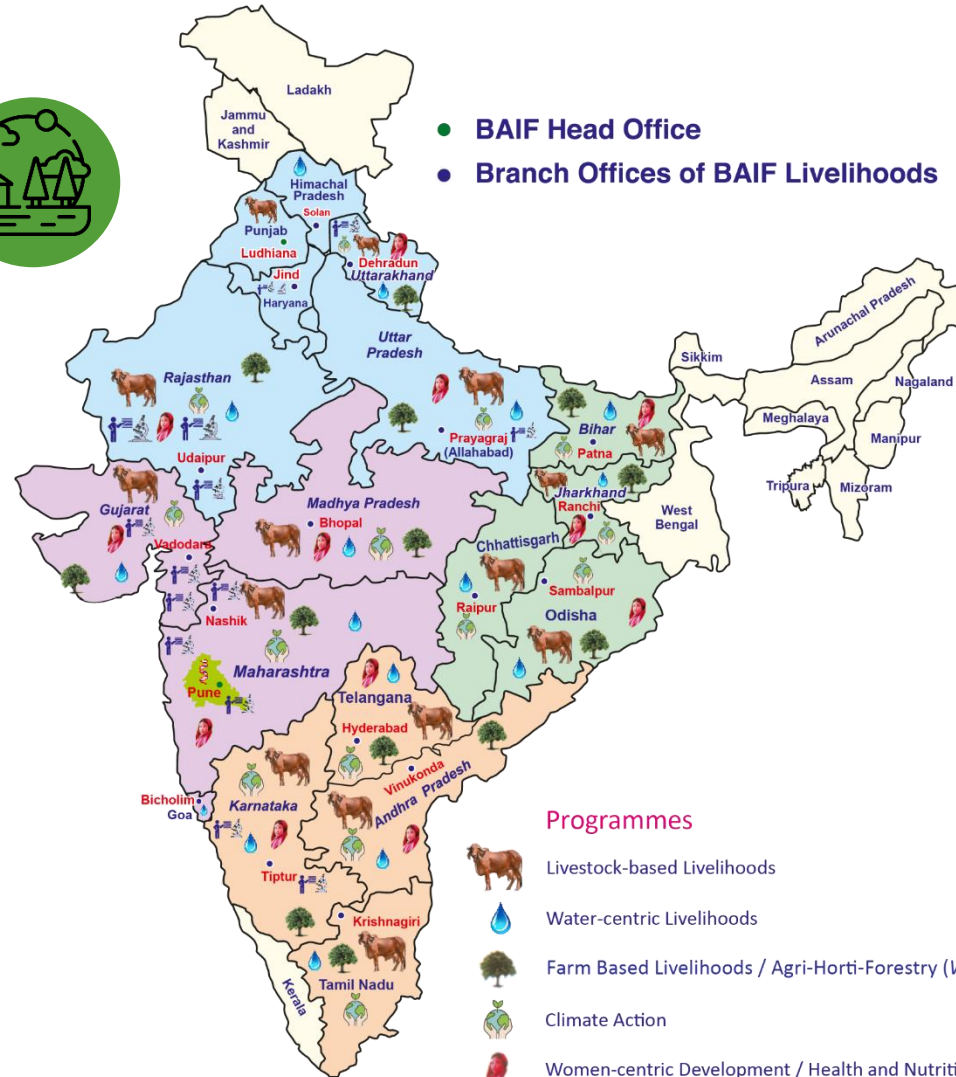 Ladakh
Jammu
and
Kashmir
• BAIF Head Office
• Branch Offices of BAIF Livelihoods
Himachal
Pradesh
Solan
Punjab
Ludhiana
Dehradun
Uttarakhand
Jind
Haryana
Uttar
Pradesh
Arunachal Pradesh
Sikkim
Assam
Nagaland
Meghalaya
Manipur
Tripura
Mizoram
Rajasthan
Prayagraj
(Allahabad)
Bihar
Patna
Udaipur
Gujarat
Madhya Pradesh
Bhopal
Jharkhand
Ranchi
West
Bengal
Vadodara
Chhattisgarh
Sambalpur
Raipur
Odisha
Nashik
Maharashtra
Pune
Telangana
Hyderabad
Vinukonda
Andhra Pradesh
Bicholim
Goa
Karnataka
Tiptur
Krishnagiri
Tamil Nadu
Kerala
Programmes
Livestock-based Livelihoods
Water-centric Livelihoods
Farm Based Livelihoods / Agri-Horti-Forestry (
Climate Action
Women-centric Development / Health and Nutriti